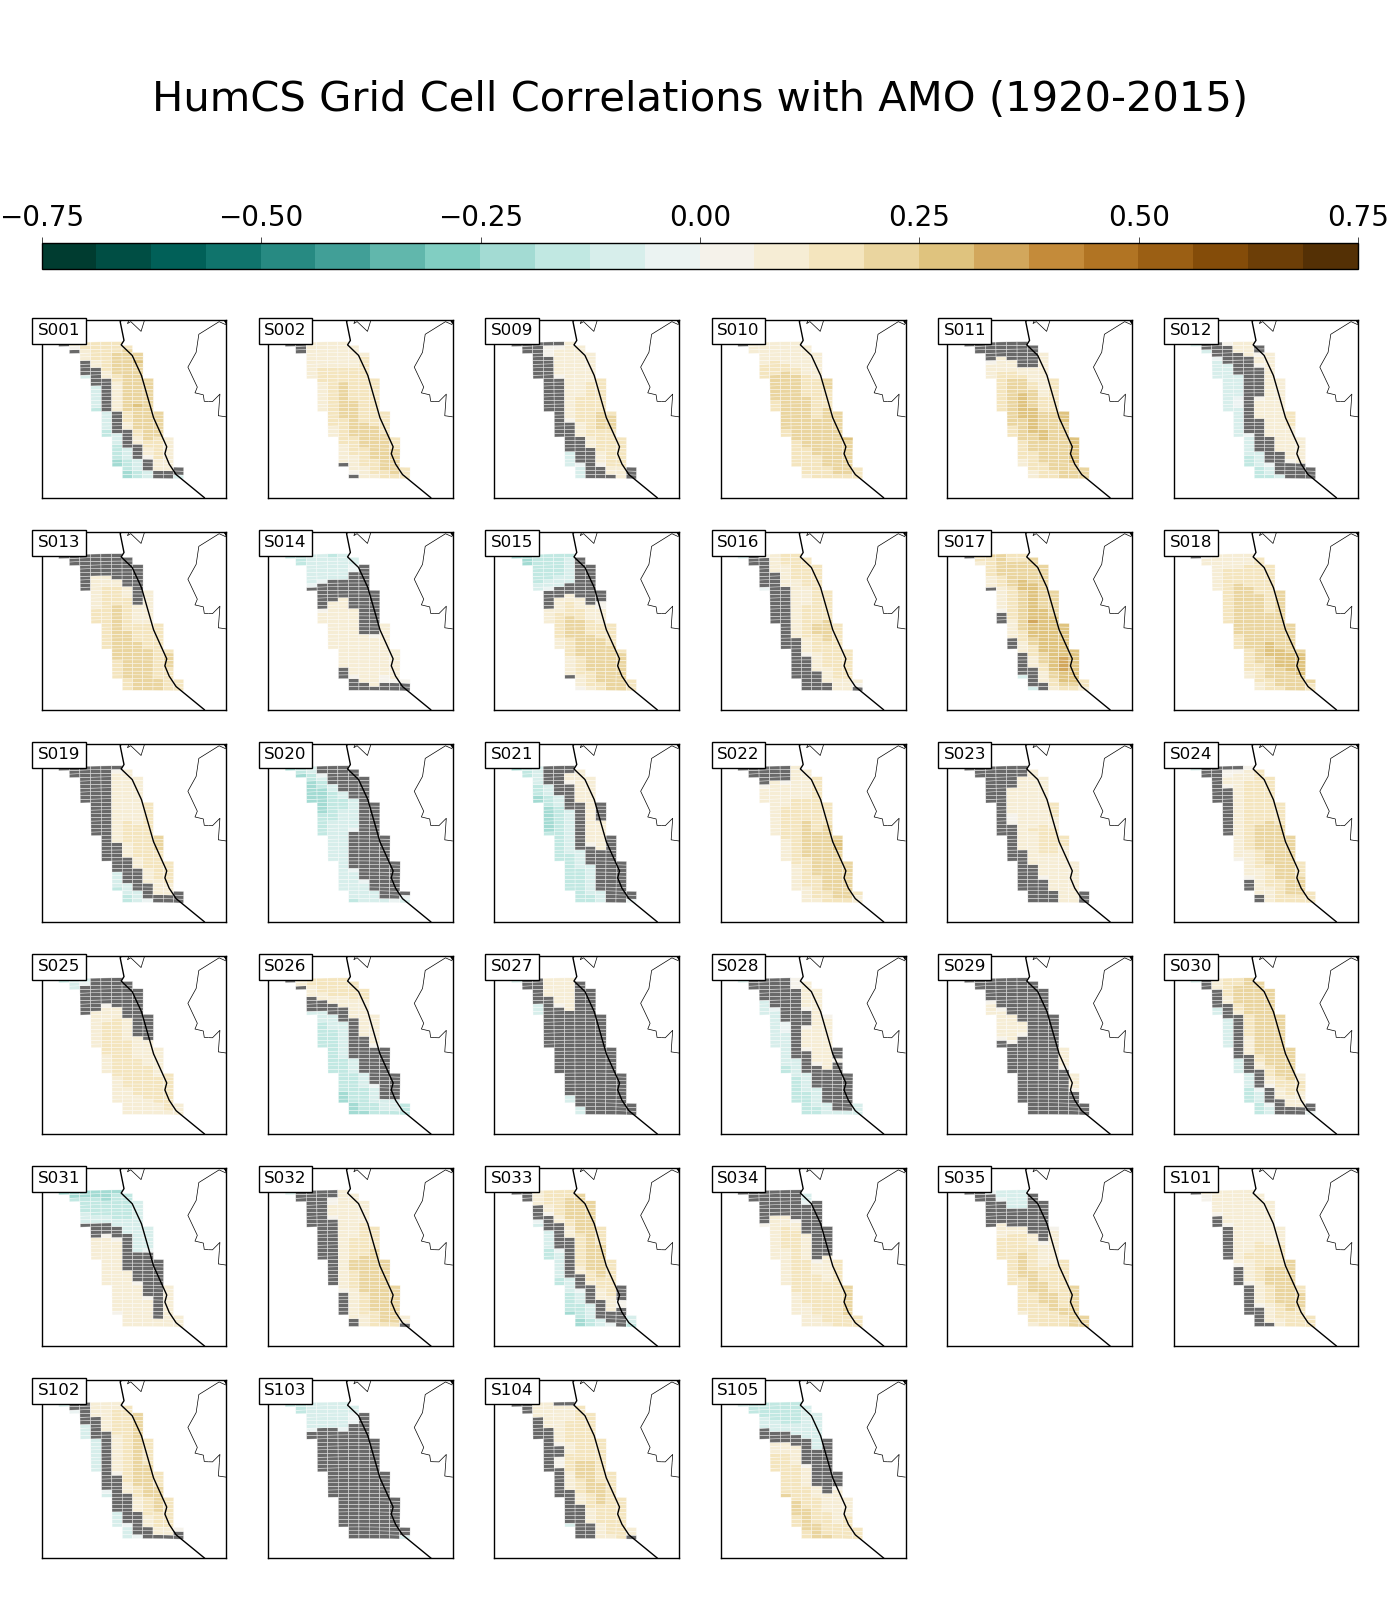 HumCS Grid Cell Correlations with AMO (1920-2015)
−0.75 −0.50 −0.25 0.00 0.25 0.50 0.75
S001 S002 S009 S010 S011 S012
S013 S014 S015 S016 S017 S018
S019 S020 S021 S022 S023 S024
S025 S026 S027 S028 S029 S030
S031 S032 S033 S034 S035 S101
S102 S103 S104 S105